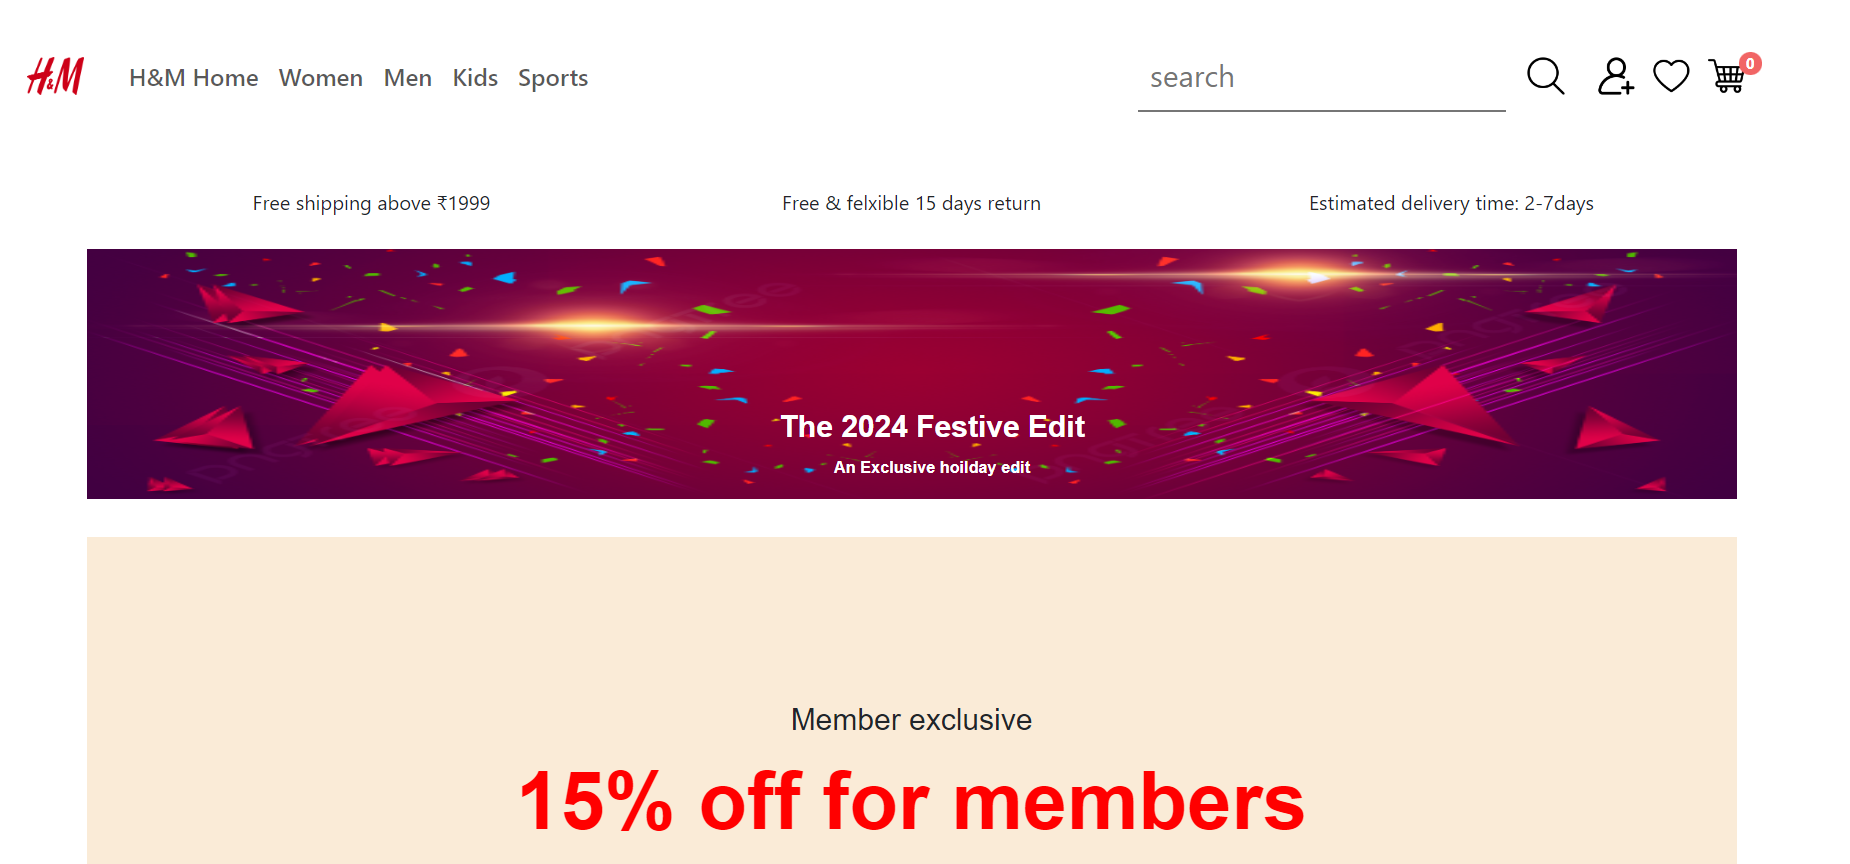 H&M H&M Home Women Men Kids Sports search 0
Free shipping above ₹1999 Free & felxible 15 days return Estimated delivery time: 2-7days
The 2024 Festive Edit
An Exclusive hoilday edit
Member exclusive
15% off for members